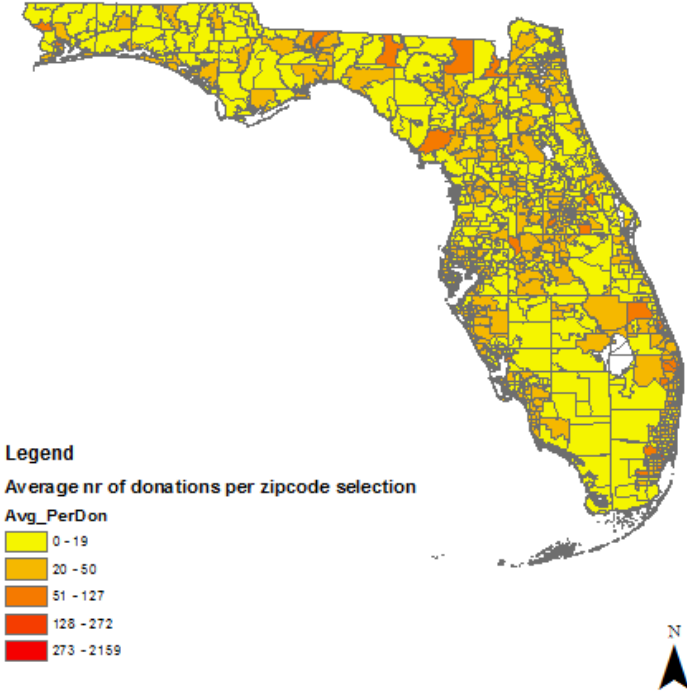 Legend
Average nr of donations per zipcode selection
Avg_PerDon
0 - 19
20 - 50
51 - 127
128 - 272
273 - 2159
N